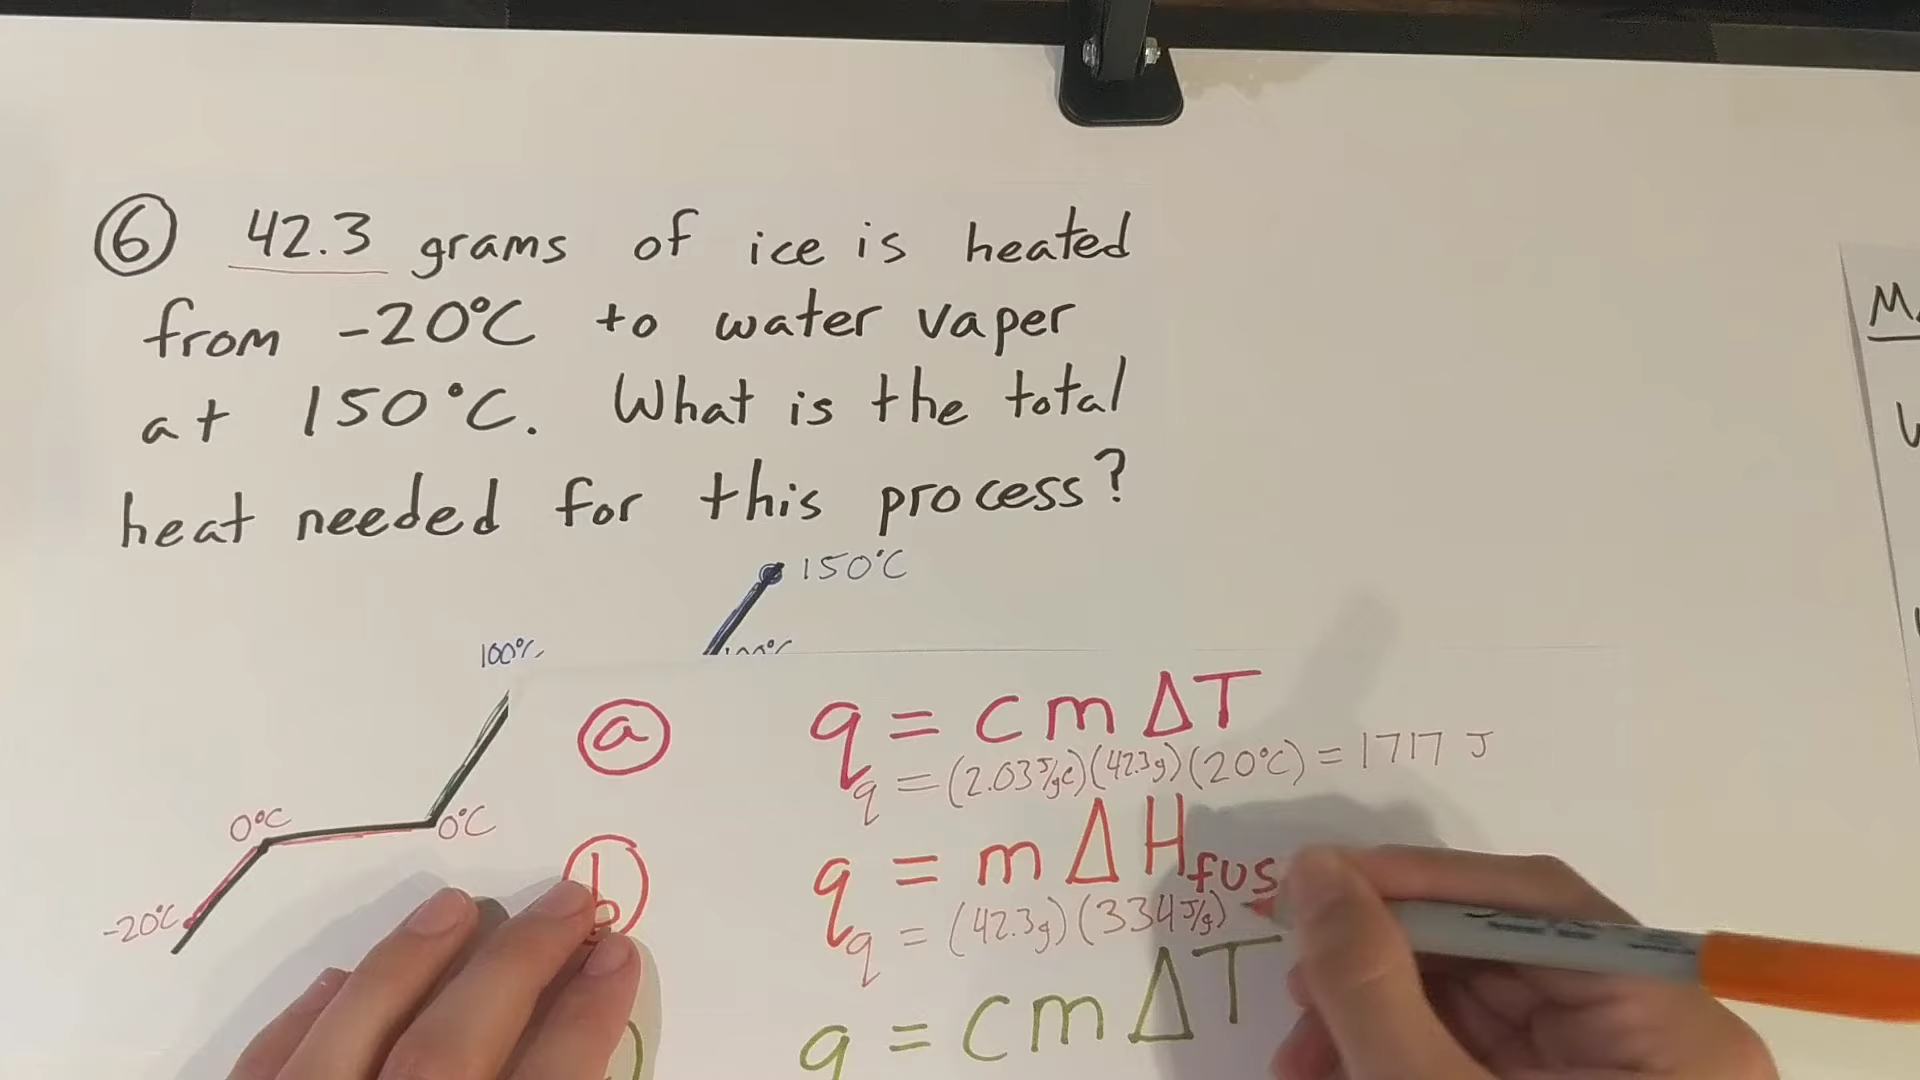 ⑥ 42.3 grams of ice is heated
from -20°C to water vaper
at 150°C. What is the total
heat needed for this process?
150°C
100°C
0°C
0°C
-20°C
ⓐ q = cmΔT
q = (2.03 J/g°C)(42.3g)(20°C) = 1717 J
ⓑ q = mΔHfus
q = (42.3g)(334 J/g)
q = cmΔT